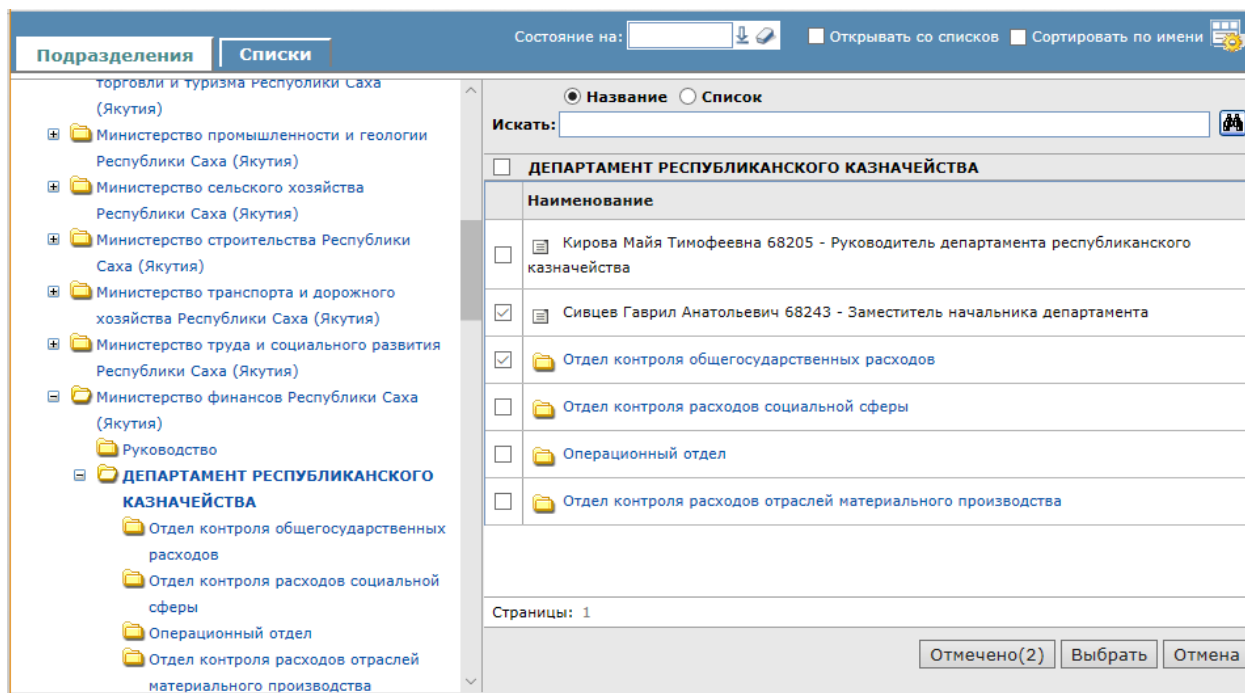 Подразделения
Списки
Состояние на:
Открывать со списков
Сортировать по имени
торговли и туризма Республики Саха
(Якутия)
Министерство промышленности и геологии
Республики Саха (Якутия)
Министерство сельского хозяйства
Республики Саха (Якутия)
Министерство строительства Республики
Саха (Якутия)
Министерство транспорта и дорожного
хозяйства Республики Саха (Якутия)
Министерство труда и социального развития
Республики Саха (Якутия)
Министерство финансов Республики Саха
(Якутия)
Руководство
ДЕПАРТАМЕНТ РЕСПУБЛИКАНСКОГО
КАЗНАЧЕЙСТВА
Отдел контроля общегосударственных
расходов
Отдел контроля расходов социальной
сферы
Операционный отдел
Отдел контроля расходов отраслей
материального производства
Название
Список
Искать:
ДЕПАРТАМЕНТ РЕСПУБЛИКАНСКОГО КАЗНАЧЕЙСТВА
Наименование
Кирова Майя Тимофеевна 68205 - Руководитель департамента республиканского
казначейства
Сивцев Гаврил Анатольевич 68243 - Заместитель начальника департамента
Отдел контроля общегосударственных расходов
Отдел контроля расходов социальной сферы
Операционный отдел
Отдел контроля расходов отраслей материального производства
Страницы: 1
Отмечено(2)
Выбрать
Отмена